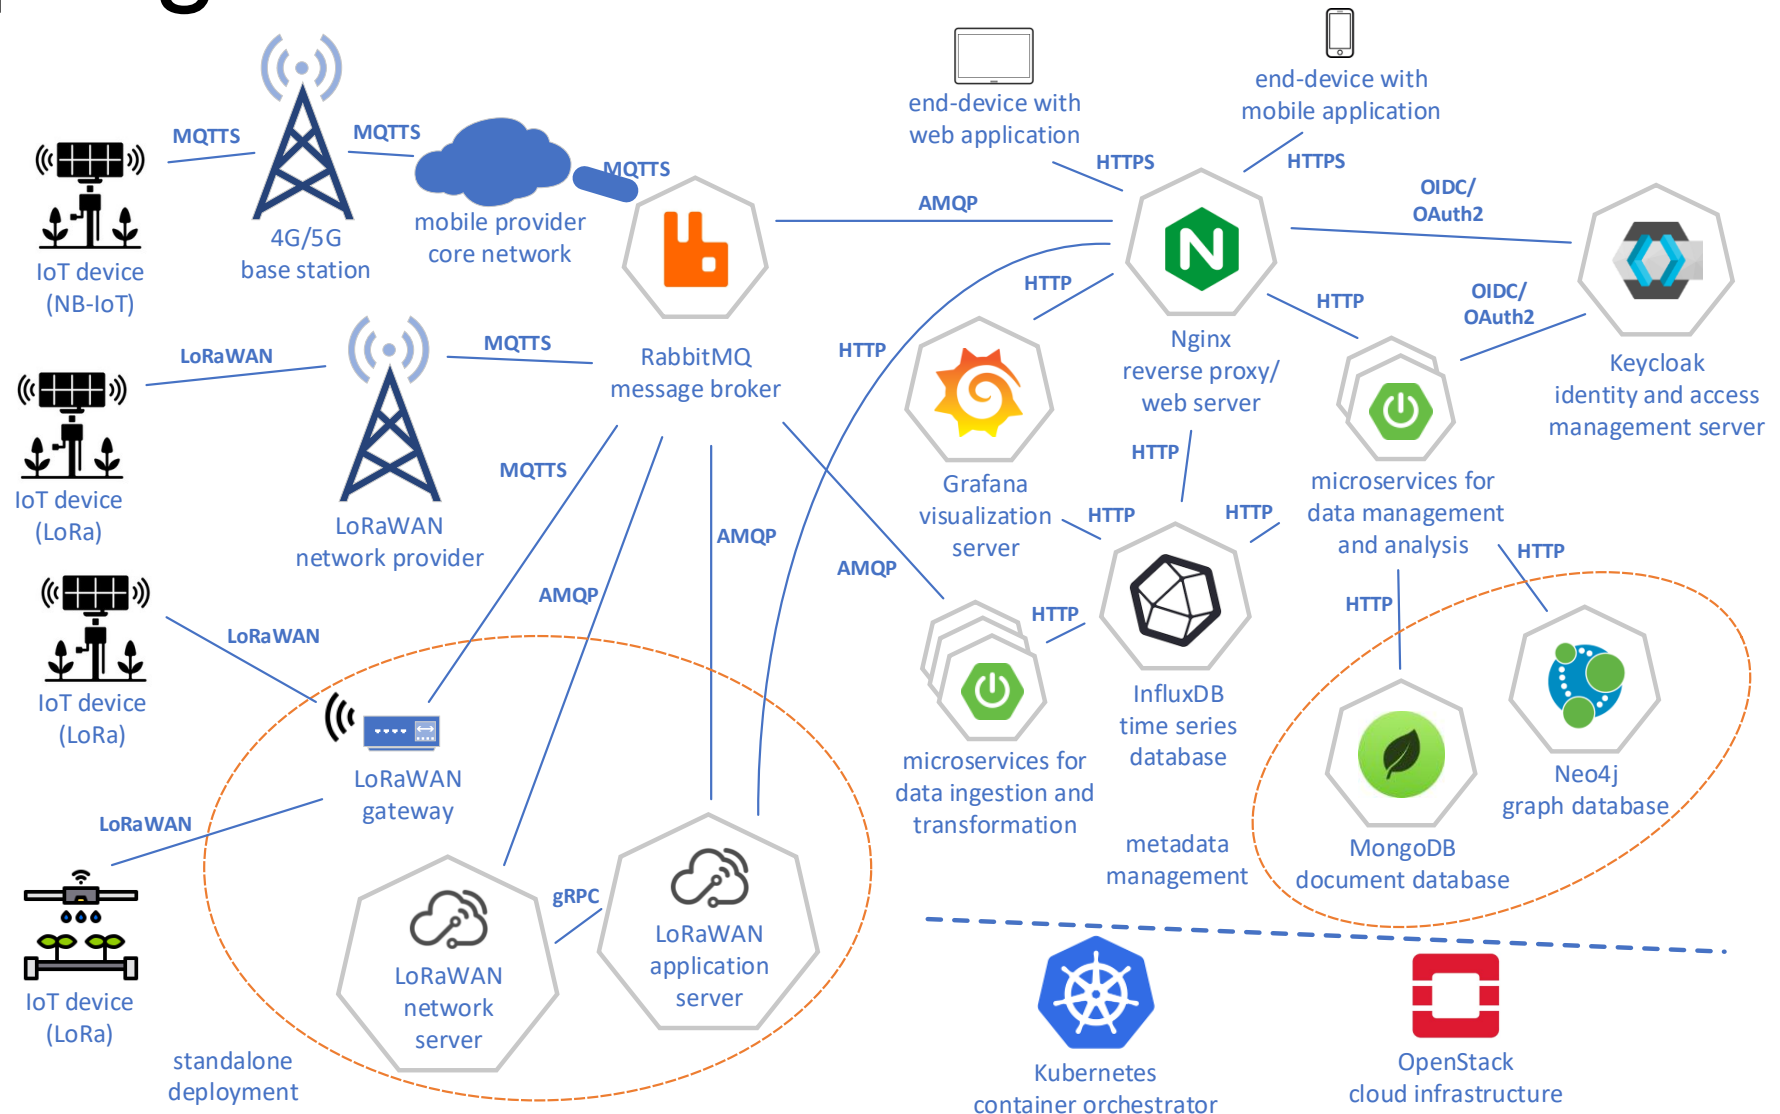 end-device with
web application
end-device with
mobile application
MQTTS
MQTTS
MQTTS
HTTPS
HTTPS
IoT device
(NB-IoT)
4G/5G
base station
mobile provider
core network
AMQP
OIDC/
OAuth2
HTTP
HTTP
OIDC/
OAuth2
LoRaWAN
MQTTS
RabbitMQ
message broker
HTTP
Nginx
reverse proxy/
web server
Keycloak
identity and access
management server
IoT device
(LoRa)
LoRaWAN
network provider
MQTTS
HTTP
Grafana
visualization
server
HTTP
HTTP
microservices for
data management
and analysis
AMQP
AMQP
AMQP
HTTP
HTTP
HTTP
LoRaWAN
IoT device
(LoRa)
LoRaWAN
gateway
InfluxDB
time series
database
microservices for
data ingestion and
transformation
Neo4j
graph database
MongoDB
document database
metadata
management
LoRaWAN
IoT device
(LoRa)
gRPC
LoRaWAN
network
server
LoRaWAN
application
server
standalone
deployment
Kubernetes
container orchestrator
OpenStack
cloud infrastructure